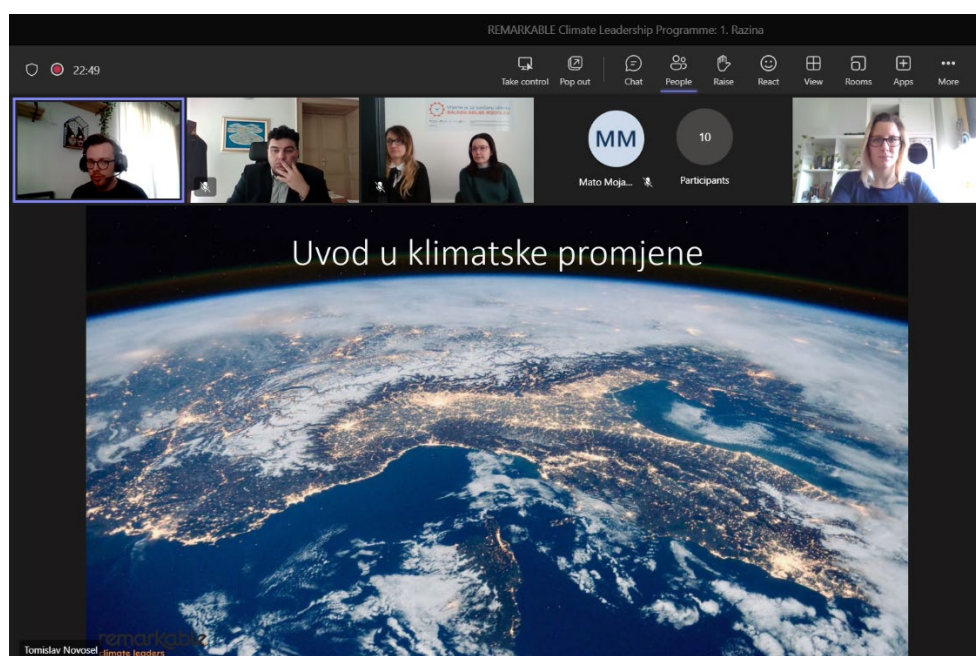 REMARKABLE Climate Leadership Programme: 1. Razina
22:49
Take control
Pop out
Chat
People
Raise
React
View
Rooms
Apps
More
MM
Mato Moja...
10
Participants
Uvod u klimatske promjene
remarkable
climate leaders
Tomislav Novosel